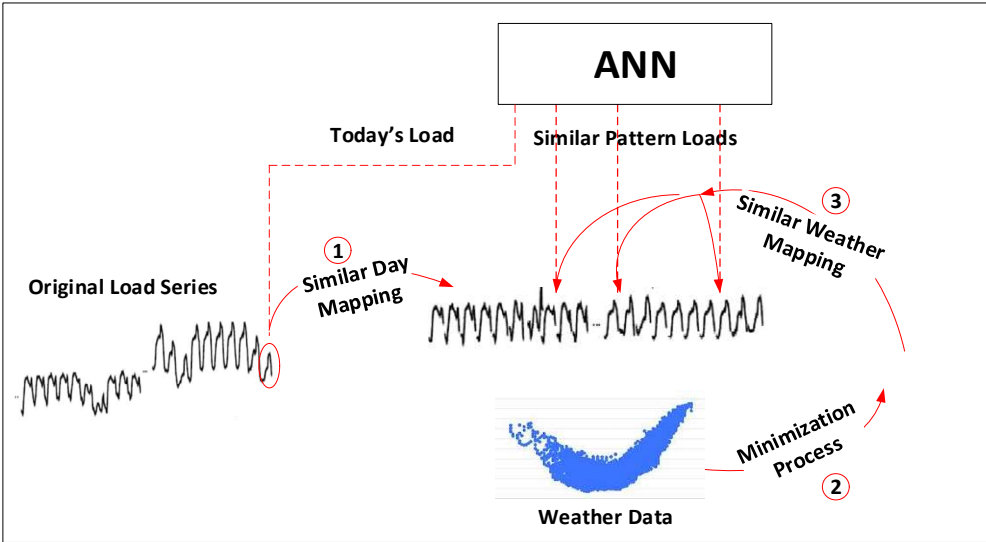 ANN
Today's Load
Similar Pattern Loads
Original Load Series
1
Similar Day
Mapping
3
Similar Weather
Mapping
Minimization
Process
2
Weather Data